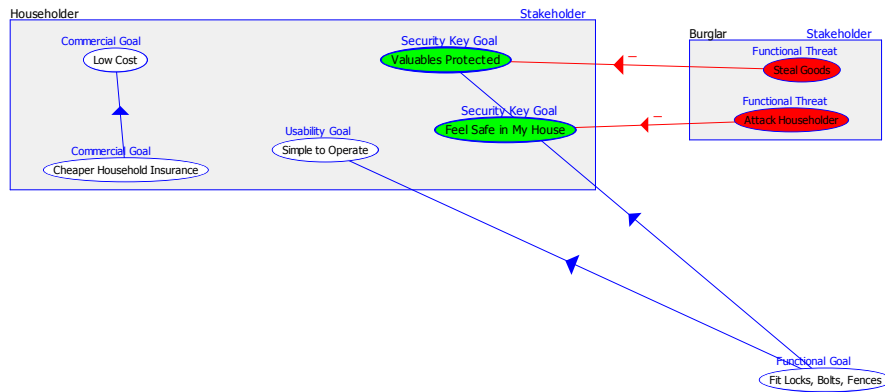 Householder
Stakeholder
Commercial Goal
Low Cost
Security Key Goal
Valuables Protected
Burglar
Stakeholder
Functional Threat
Steal Goods
–
Security Key Goal
Feel Safe in My House
Functional Threat
Attack Householder
–
Usability Goal
Simple to Operate
Commercial Goal
Cheaper Household Insurance
Functional Goal
Fit Locks, Bolts, Fences